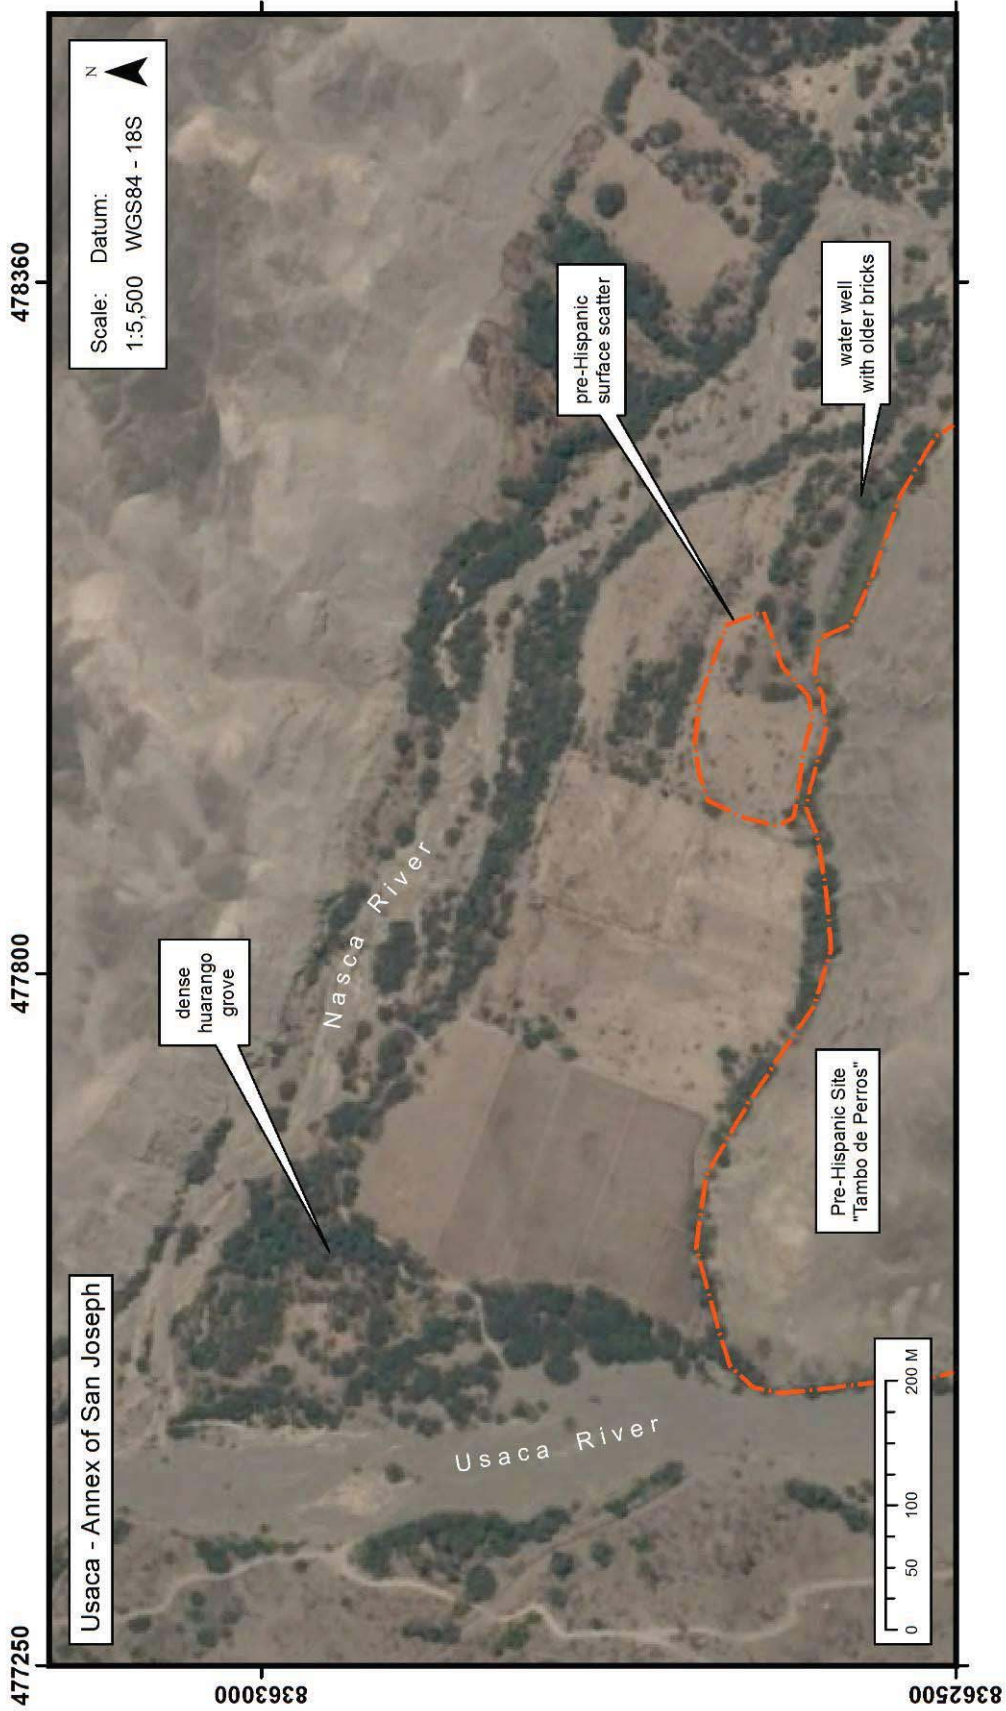 477250
477800
478360
Usaca - Annex of San Joseph
dense
huarango
grove
N
Scale: Datum:
1:5,500 WGS84 - 18S
8363000
Nasca River
pre-Hispanic
surface scatter
Usaca River
water well
with older bricks
Pre-Hispanic Site
"Tambo de Perros"
0 50 100 200 M
8362500